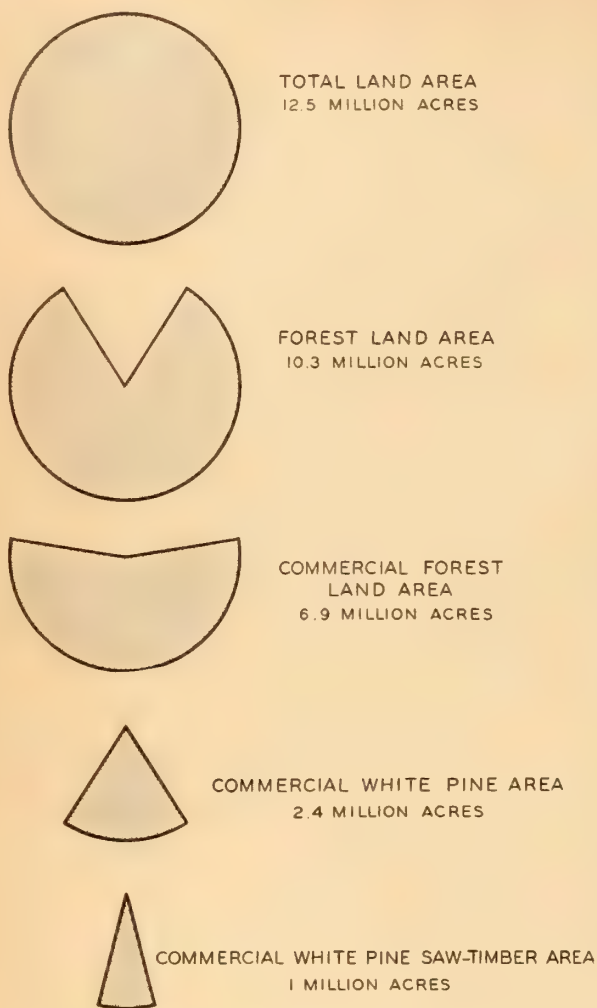 TOTAL LAND AREA
12.5 MILLION ACRES
FOREST LAND AREA
10.3 MILLION ACRES
COMMERCIAL FOREST
LAND AREA
6.9 MILLION ACRES
COMMERCIAL WHITE PINE AREA
2.4 MILLION ACRES
COMMERCIAL WHITE PINE SAW-TIMBER AREA
1 MILLION ACRES